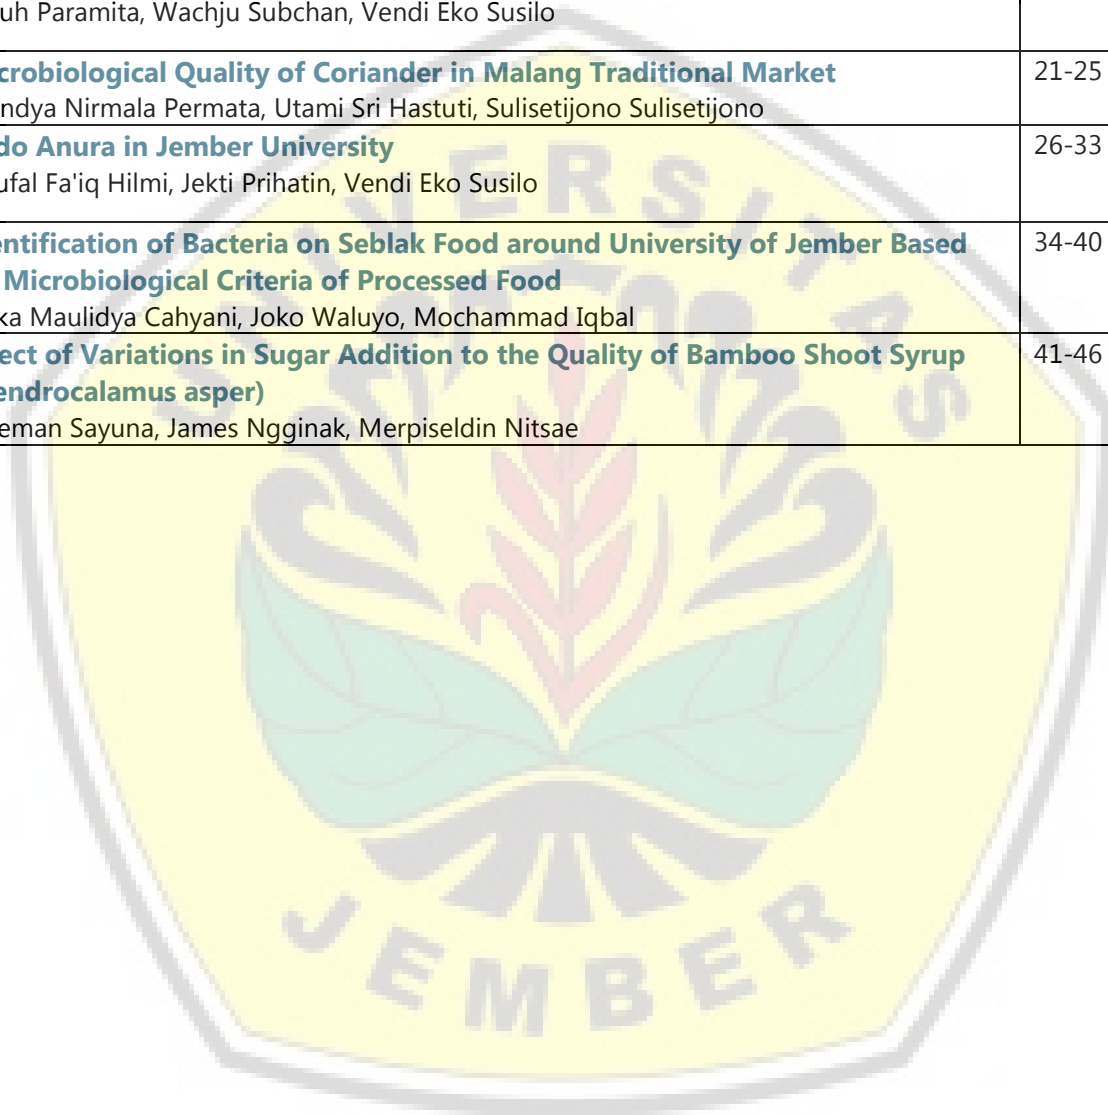 uh Paramita, Wachju Subchan, Vendi Eko Susilo
crobiological Quality of Coriander in Malang Traditional Market
21-25
ndya Nirmala Permata, Utami Sri Hastuti, Sulisetijono Sulisetijono
do Anura in Jember University
26-33
ufal Fa'iq Hilmi, Jekti Prihatin, Vendi Eko Susilo
entification of Bacteria on Seblak Food around University of Jember Based
34-40
Microbiological Criteria of Processed Food
ka Maulidya Cahyani, Joko Waluyo, Mochammad Iqbal
ect of Variations in Sugar Addition to the Quality of Bamboo Shoot Syrup
41-46
endrocalamus asper)
eman Sayuna, James Ngginak, Merpiseldin Nitsae
UNIVERSITAS
JEMBER